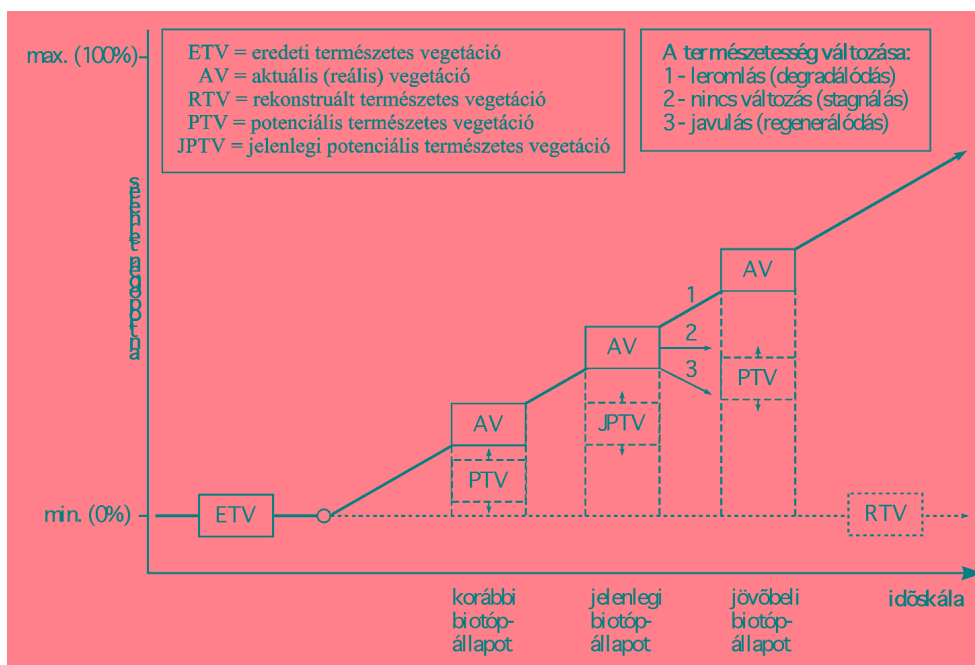 max. (100%)
ETV = eredeti természetes vegetáció
AV = aktuális (reális) vegetáció
RTV = rekonstruált természetes vegetáció
PTV = potenciális természetes vegetáció
JPTV = jelenlegi potenciális természetes vegetáció
A természetesség változása:
1 - leromlás (degradálódás)
2 - nincs változás (stagnálás)
3 - javulás (regenerálódás)
AV
1
AV
2
3
PTV
AV
JPTV
PTV
min. (0%)
ETV
RTV
korábbi
biotóp-
állapot
jelenlegi
biotóp-
állapot
jövõbeli
biotóp-
állapot
idõskála